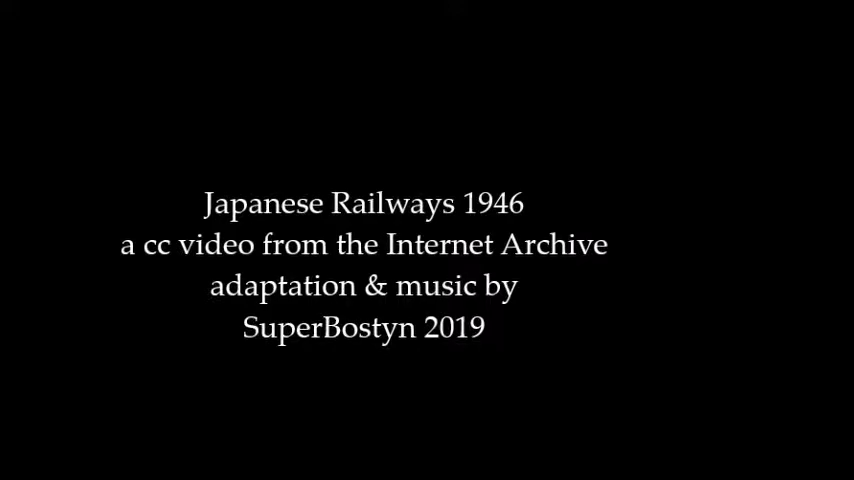 Japanese Railways 1946
a cc video from the Internet Archive
adaptation & music by
SuperBostyn 2019